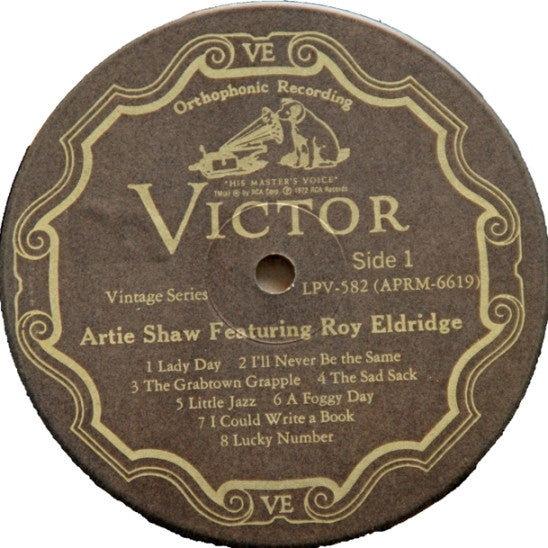 VE
Orthophonic Recording
"HIS MASTER'S VOICE"
TM(s) ® by RCA Corp. ℗ 1972 RCA Records
VICTOR
Side 1
Vintage Series
LPV-582 (APRM-6619)
Artie Shaw Featuring Roy Eldridge
1 Lady Day 2 I'll Never Be the Same
3 The Grabtown Grapple 4 The Sad Sack
5 Little Jazz 6 A Foggy Day
7 I Could Write a Book
8 Lucky Number
VE